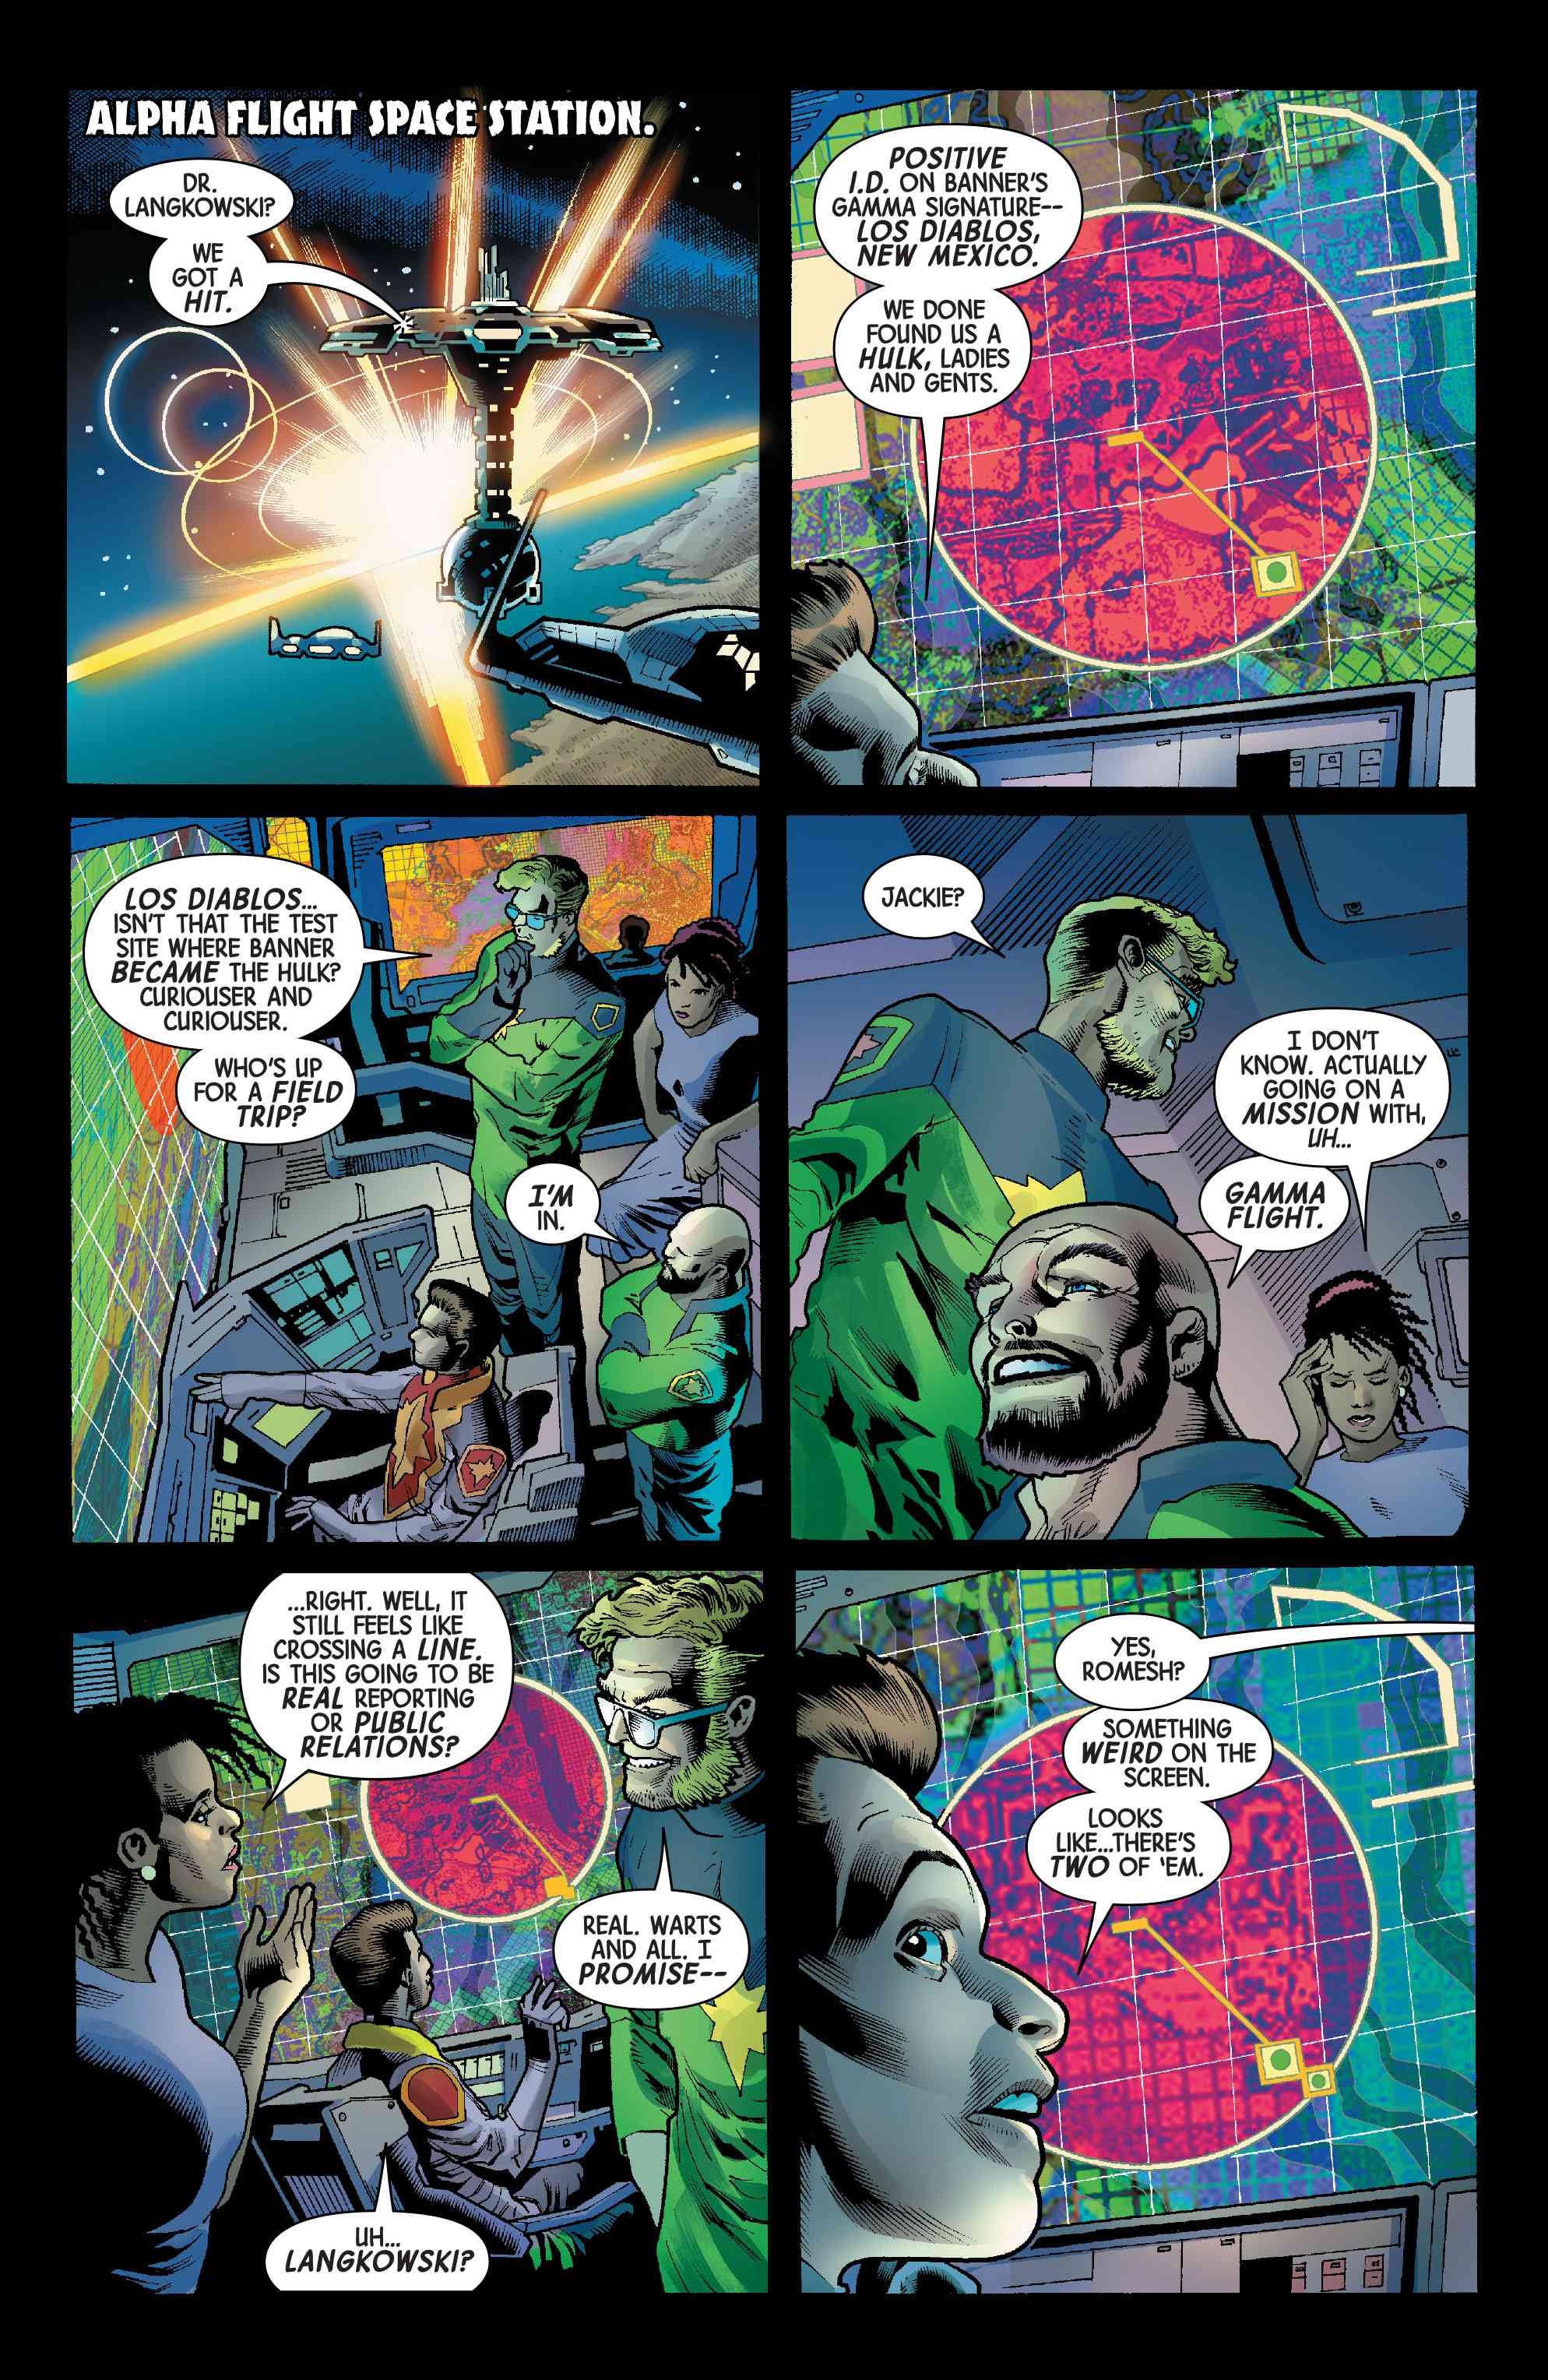 ALPHA FLIGHT SPACE STATION.
DR.
LANGKOWSKI?
WE
GOT A
HIT.
POSITIVE
I.D. ON BANNER'S
GAMMA SIGNATURE--
LOS DIABLOS,
NEW MEXICO.
WE DONE
FOUND US A
HULK, LADIES
AND GENTS.
LOS DIABLOS...
ISN'T THAT THE TEST
SITE WHERE BANNER
BECAME THE HULK?
CURIOUSER AND
CURIOUSER.
WHO'S UP
FOR A FIELD
TRIP?
I'M
IN.
JACKIE?
I DON'T
KNOW. ACTUALLY
GOING ON A
MISSION WITH,
UH...
GAMMA
FLIGHT.
...RIGHT. WELL, IT
STILL FEELS LIKE
CROSSING A LINE.
IS THIS GOING TO BE
REAL REPORTING
OR PUBLIC
RELATIONS?
REAL. WARTS
AND ALL. I
PROMISE--
UH...
LANGKOWSKI?
YES,
ROMESH?
SOMETHING
WEIRD ON THE
SCREEN.
LOOKS
LIKE...THERE'S
TWO OF 'EM.